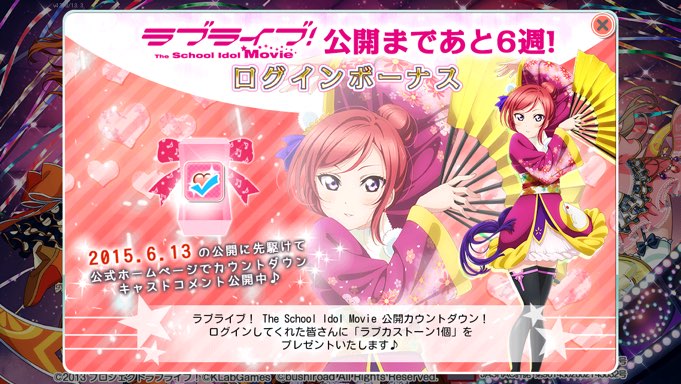 ラブライブ!
The School Idol Movie
公開まであと6週!
ログインボーナス
2015.6.13 の公開に先駆けて
公式ホームページでカウントダウン
キャストコメント公開中♪
ラブライブ! The School Idol Movie 公開カウントダウン!
ログインしてくれた皆さんに「ラブカストーン1個」を
プレゼントいたします♪
©2013 プロジェクトラブライブ! ©KLabGames ©bushiroad All Rights Reserved.